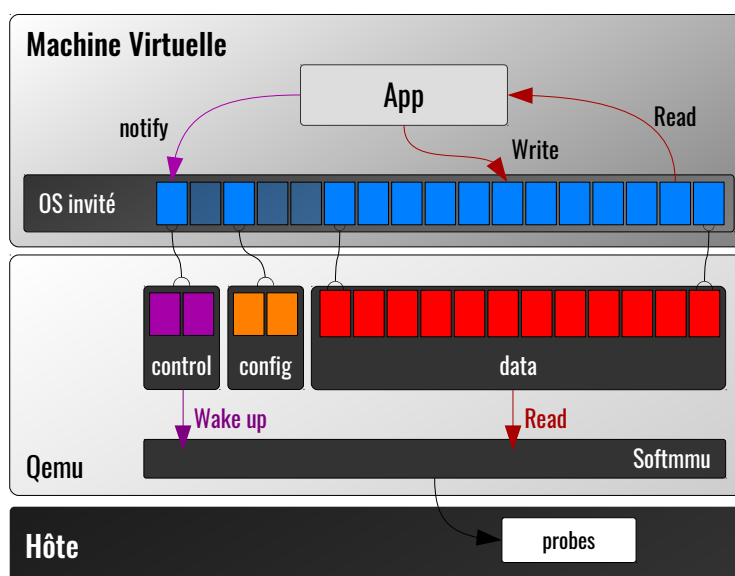 Machine Virtuelle
App
notify
Write
Read
OS invité
control
config
data
Wake up
Read
Qemu
Softmmu
Hôte
probes